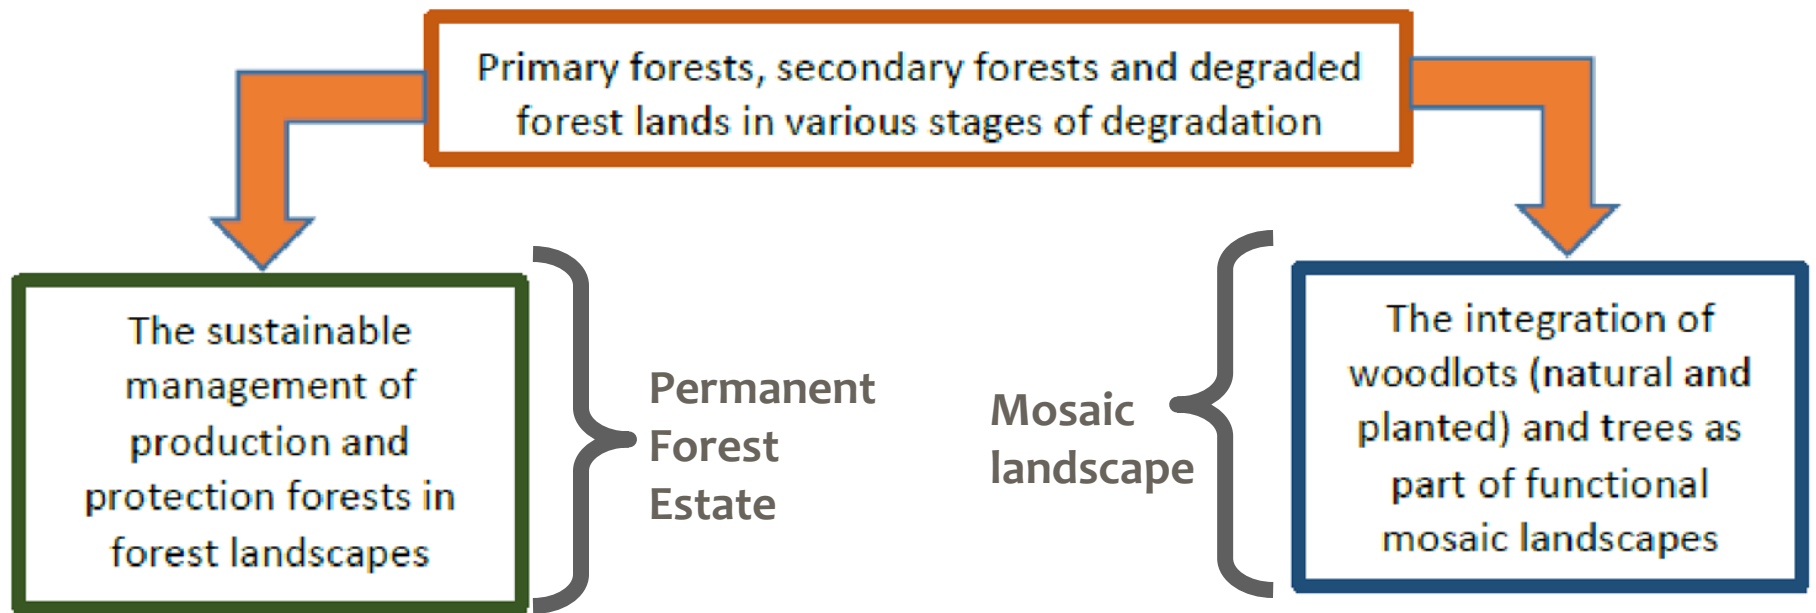 Primary forests, secondary forests and degraded
forest lands in various stages of degradation
The sustainable
management of
production and
protection forests in
forest landscapes
Permanent
Forest
Estate
Mosaic
landscape
The integration of
woodlots (natural and
planted) and trees as
part of functional
mosaic landscapes